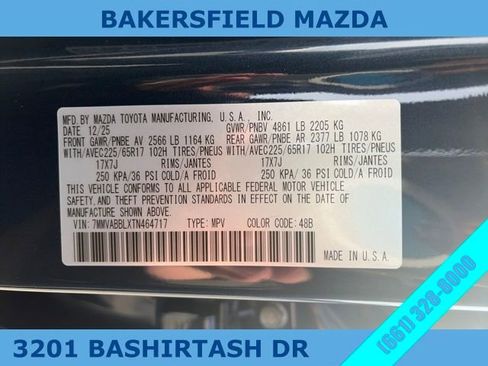 BAKERSFIELD MAZDA
MFD. BY MAZDA TOYOTA MANUFACTURING, U.S.A., INC.
DATE 12/25 GVWR/PNBV 4861 LB 2205 KG
FRONT GAWR/PNBE AV 2566 LB 1164 KG REAR GAWR/PNBE AR 2377 LB 1078 KG
WITH/AVEC225/65R17 102H TIRES/PNEUS WITH/AVEC225/65R17 102H TIRES/PNEUS
17X7J RIMS/JANTES 17X7J RIMS/JANTES
250 KPA/36 PSI COLD/A FROID 250 KPA/36 PSI COLD/A FROID
THIS VEHICLE CONFORMS TO ALL APPLICABLE FEDERAL MOTOR VEHICLE
SAFETY, AND THEFT PREVENTION STANDARDS IN EFFECT ON THE DATE OF
MANUFACTURE SHOWN ABOVE.
VIN: 7MMVABBLXTN464717 TYPE: MPV COLOR CODE: 48B
MADE IN U.S.A.
(661) 328-8000
3201 BASHIRTASH DR